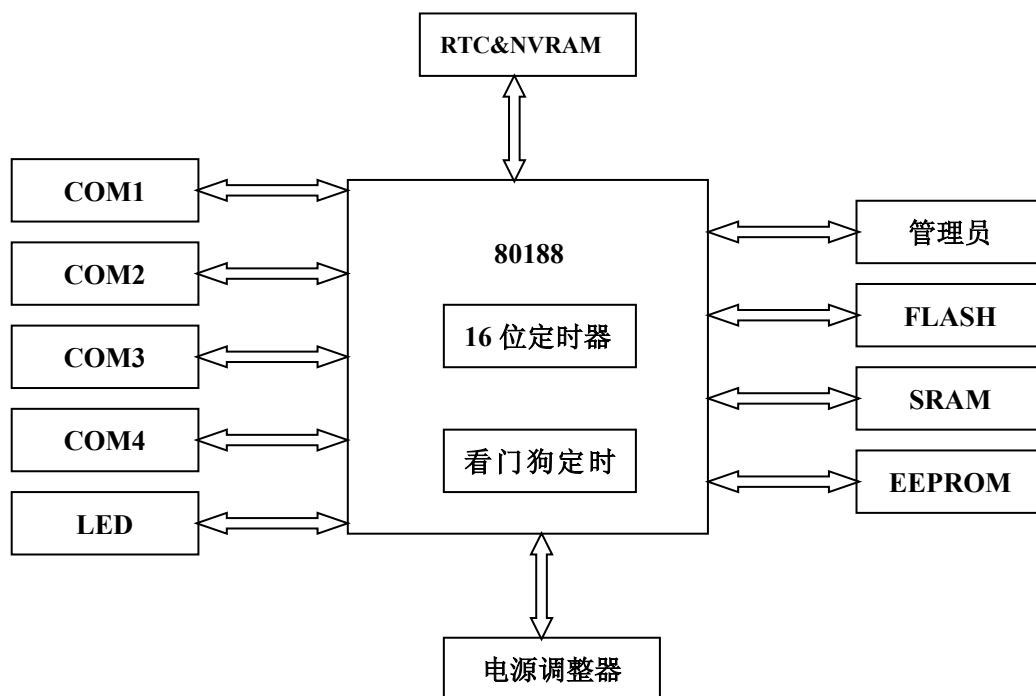 RTC&NVRAM
COM1
COM2
COM3
COM4
LED
80188
16 位定时器
看门狗定时
管理员
FLASH
SRAM
EEPROM
电源调整器